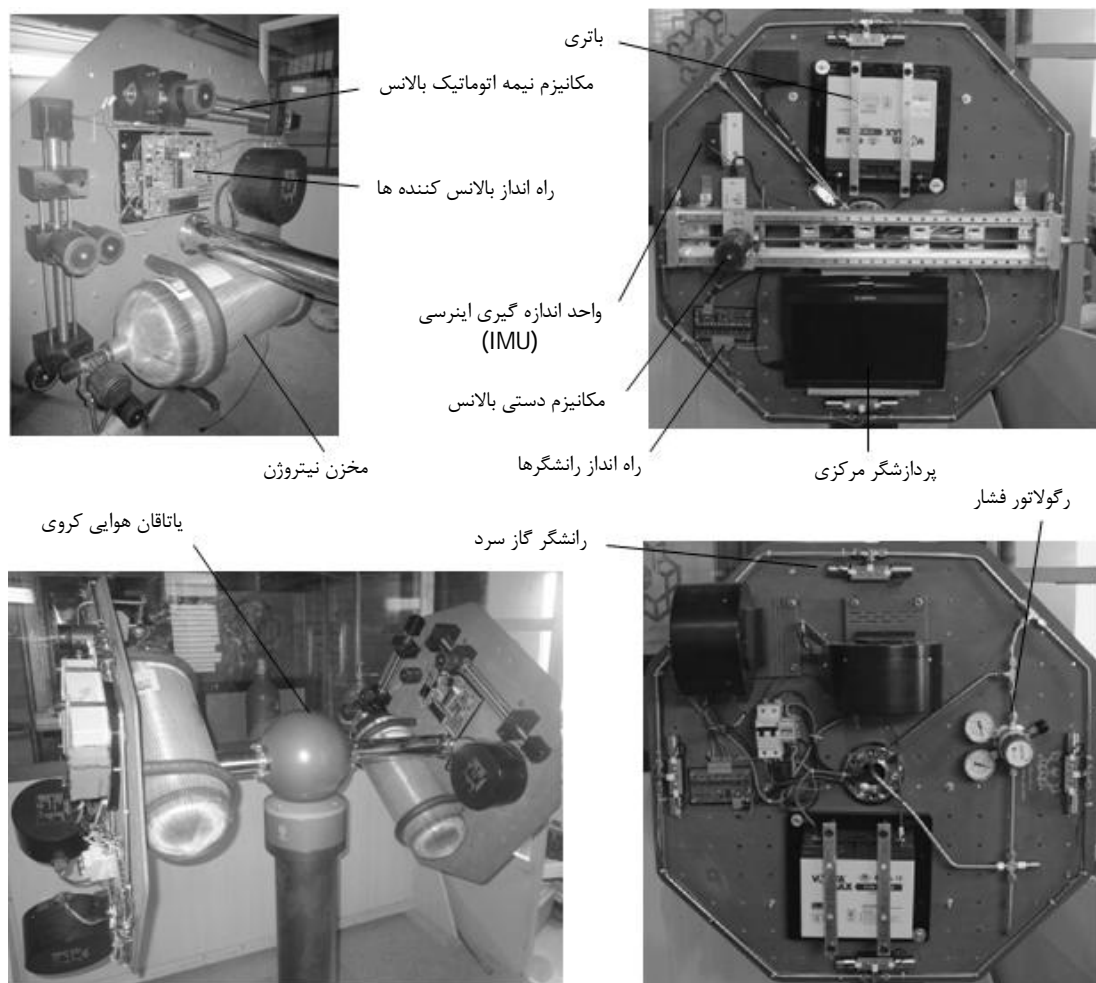 باتری
مکانیزم نیمه اتوماتیک بالانس
راه انداز بالانس کننده ها
واحد اندازه گیری اینرسی
(IMU)
مکانیزم دستی بالانس
راه انداز رانشگرها
مخزن نیتروژن
پردازشگر مرکزی
رگولاتور فشار
یاتاقان هوایی کروی
رانشگر گاز سرد